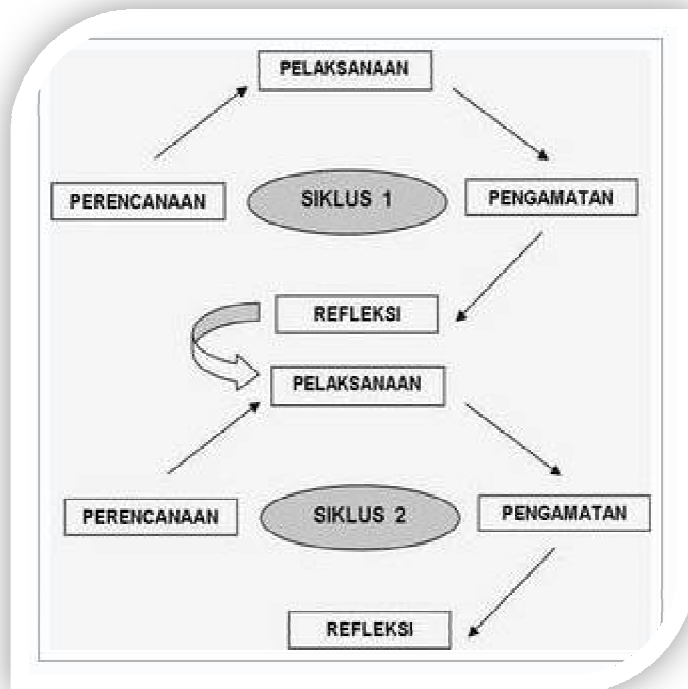 PELAKSANAAN
PERENCANAAN
SIKLUS 1
PENGAMATAN
REFLEKSI
PELAKSANAAN
PERENCANAAN
SIKLUS 2
PENGAMATAN
REFLEKSI